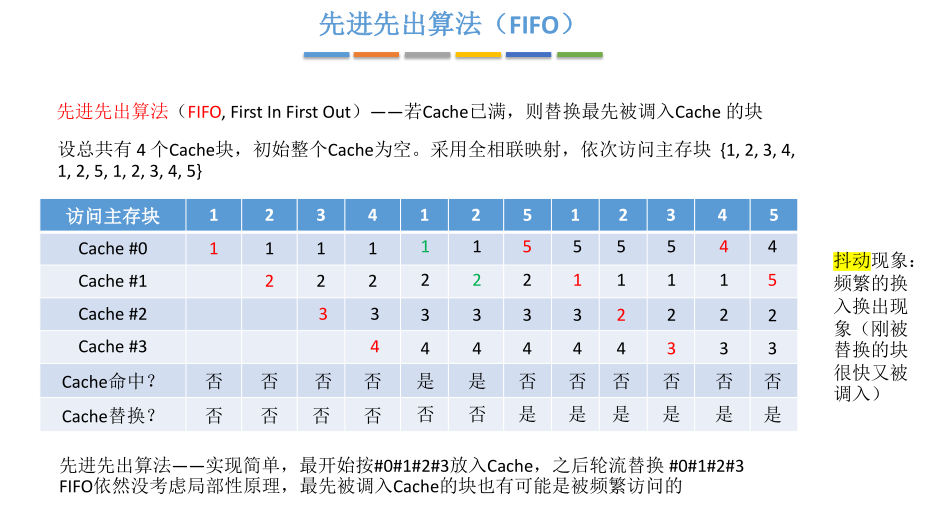 先进先出算法（FIFO）
先进先出算法（FIFO, First In First Out）——若Cache已满，则替换最先被调入Cache 的块
设总共有 4 个Cache块，初始整个Cache为空。采用全相联映射，依次访问主存块 {1, 2, 3, 4,
1, 2, 5, 1, 2, 3, 4, 5}
访问主存块 1 2 3 4 1 2 5 1 2 3 4 5
Cache #0 1 1 1 1 1 1 5 5 5 5 4 4
Cache #1 2 2 2 2 2 2 1 1 1 1 5
Cache #2 3 3 3 3 3 3 2 2 2 2
Cache #3 4 4 4 4 4 4 3 3 3
Cache命中？ 否 否 否 否 是 是 否 否 否 否 否 否
Cache替换？ 否 否 否 否 否 否 是 是 是 是 是 是
抖动现象：
频繁的换
入换出现
象（刚被
替换的块
很快又被
调入）
先进先出算法——实现简单，最开始按#0#1#2#3放入Cache，之后轮流替换 #0#1#2#3
FIFO依然没考虑局部性原理，最先被调入Cache的块也有可能是被频繁访问的